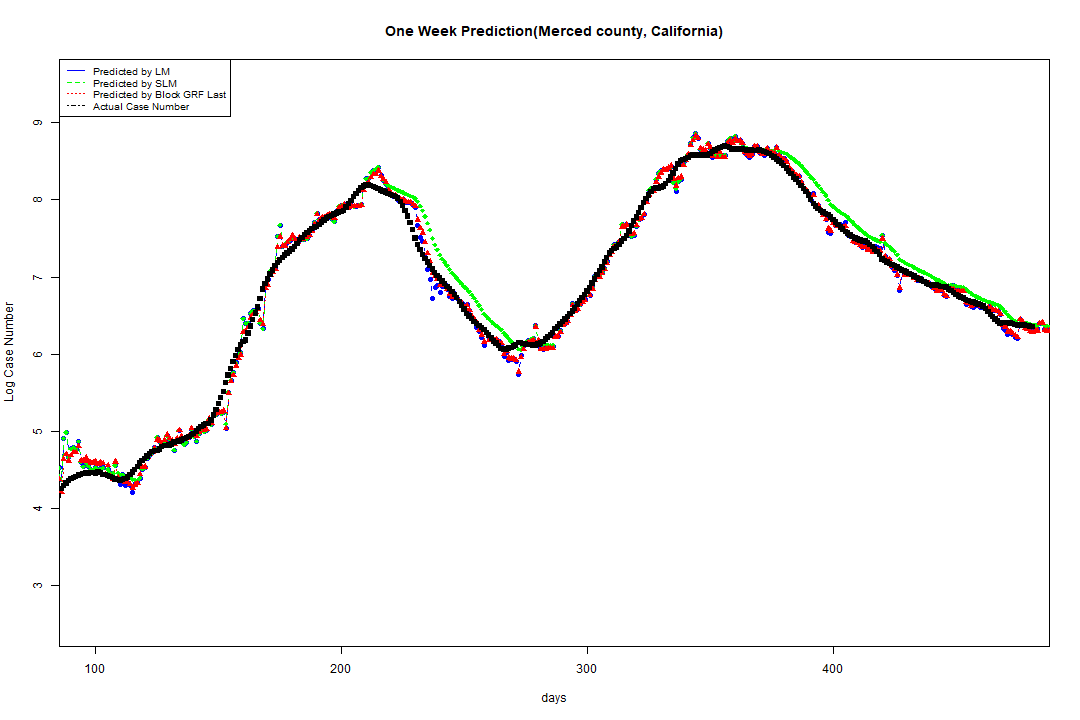 One Week Prediction(Merced county, California)
Predicted by LM
Predicted by SLM
Predicted by Block GRF Last
Actual Case Number
9
8
7
6
5
4
3
Log Case Number
100 200 300 400
days